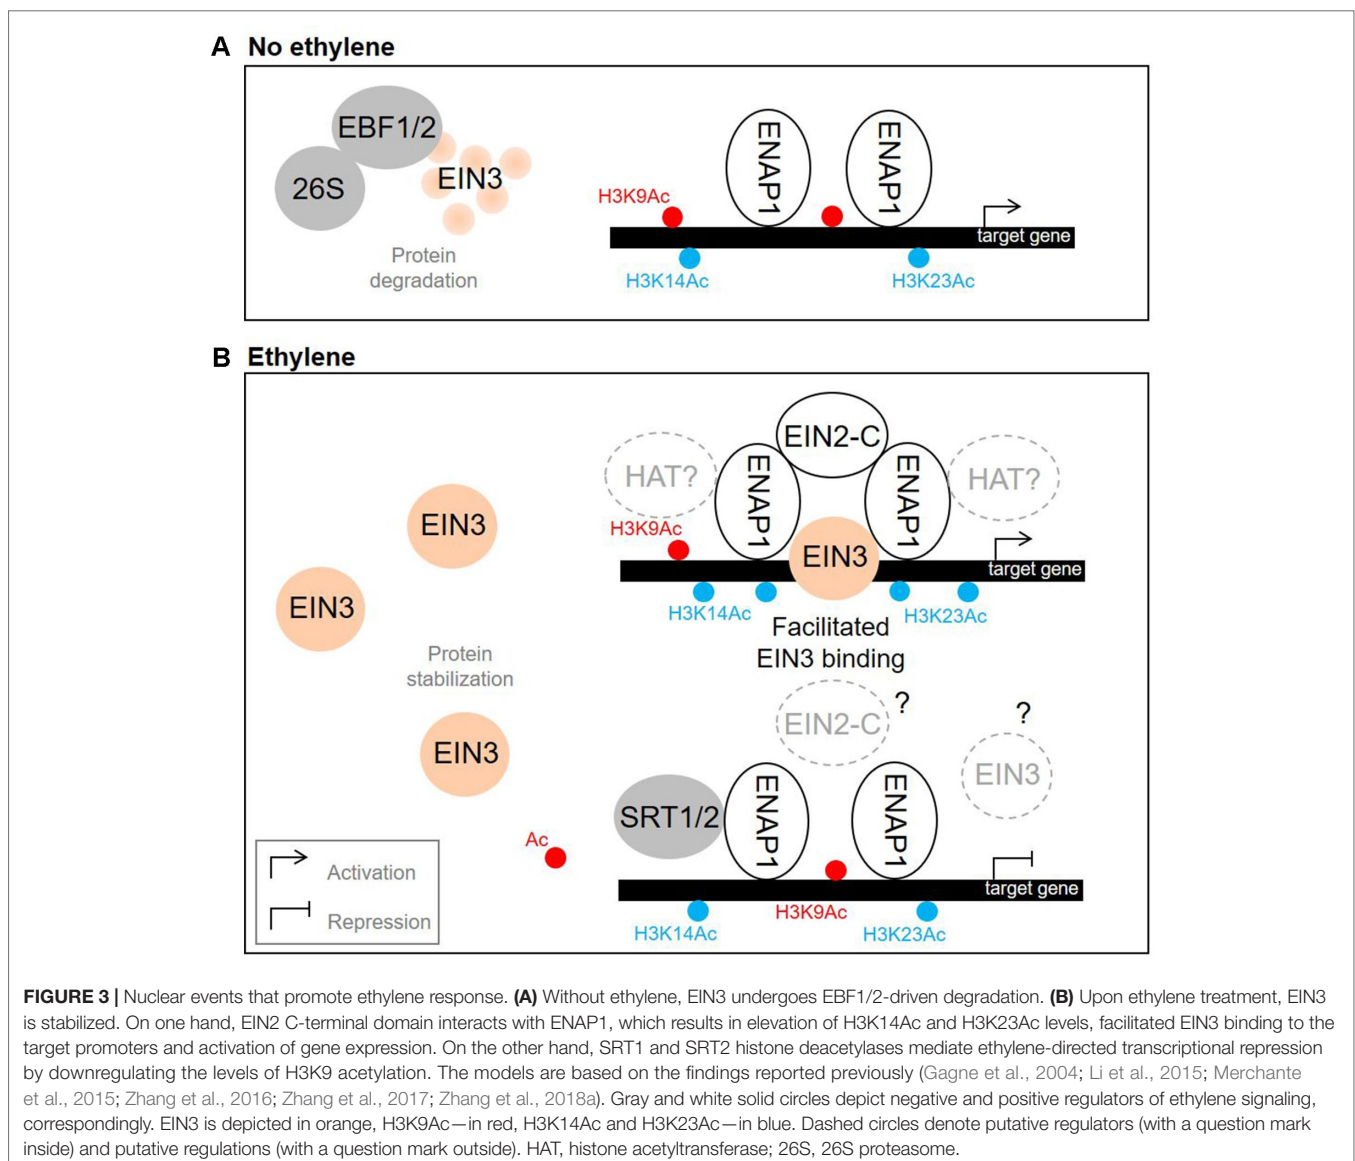 A No ethylene
EBF1/2
26S
EIN3
Protein
degradation
ENAP1
ENAP1
H3K9Ac
target gene
H3K14Ac
H3K23Ac
B Ethylene
EIN2-C
HAT?
ENAP1
ENAP1
HAT?
H3K9Ac
EIN3
target gene
H3K14Ac
H3K23Ac
Facilitated
EIN3 binding
EIN3
EIN3
Protein
stabilization
EIN3
EIN2-C
?
?
EIN3
SRT1/2
ENAP1
ENAP1
Ac
target gene
H3K9Ac
H3K14Ac
H3K23Ac
Activation
Repression
FIGURE 3 | Nuclear events that promote ethylene response. (A) Without ethylene, EIN3 undergoes EBF1/2-driven degradation. (B) Upon ethylene treatment, EIN3
is stabilized. On one hand, EIN2 C-terminal domain interacts with ENAP1, which results in elevation of H3K14Ac and H3K23Ac levels, facilitated EIN3 binding to the
target promoters and activation of gene expression. On the other hand, SRT1 and SRT2 histone deacetylases mediate ethylene-directed transcriptional repression
by downregulating the levels of H3K9 acetylation. The models are based on the findings reported previously (Gagne et al., 2004; Li et al., 2015; Merchante
et al., 2015; Zhang et al., 2016; Zhang et al., 2017; Zhang et al., 2018a). Gray and white solid circles depict negative and positive regulators of ethylene signaling,
correspondingly. EIN3 is depicted in orange, H3K9Ac—in red, H3K14Ac and H3K23Ac—in blue. Dashed circles denote putative regulators (with a question mark
inside) and putative regulations (with a question mark outside). HAT, histone acetyltransferase; 26S, 26S proteasome.